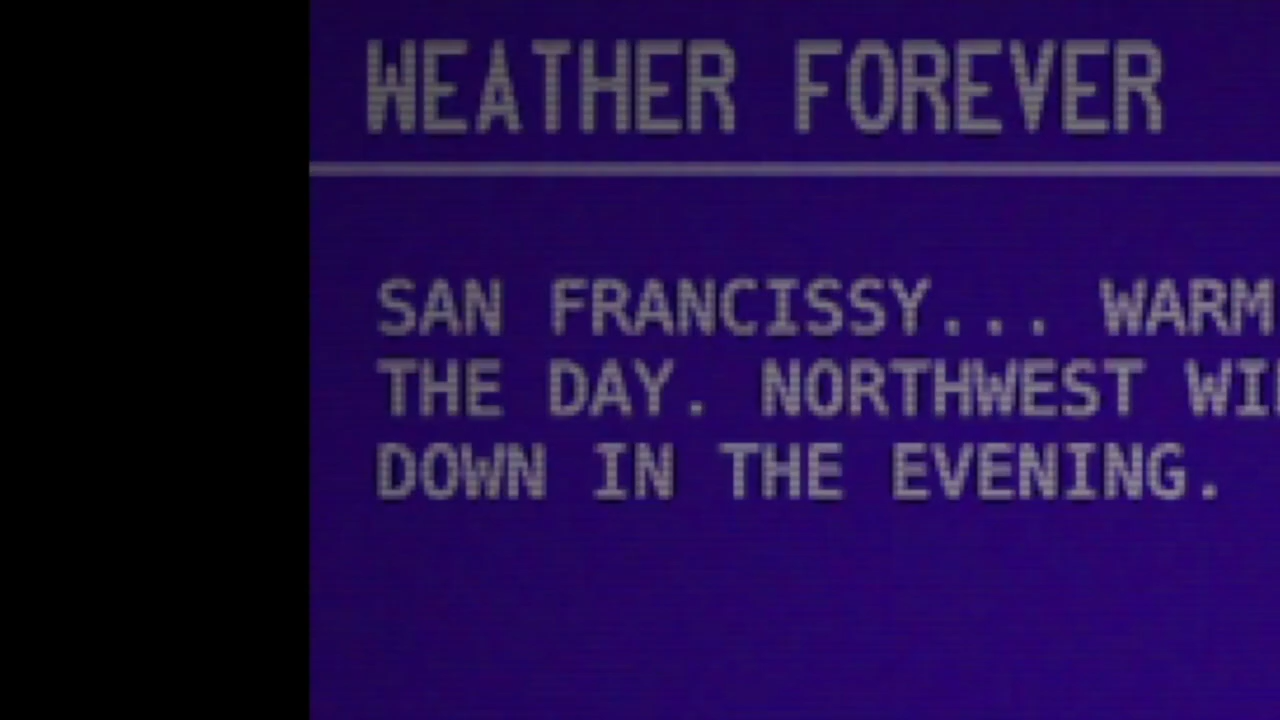 WEATHER FOREVER
SAN FRANCISSY... WARM
THE DAY. NORTHWEST
DOWN IN THE EVENING.